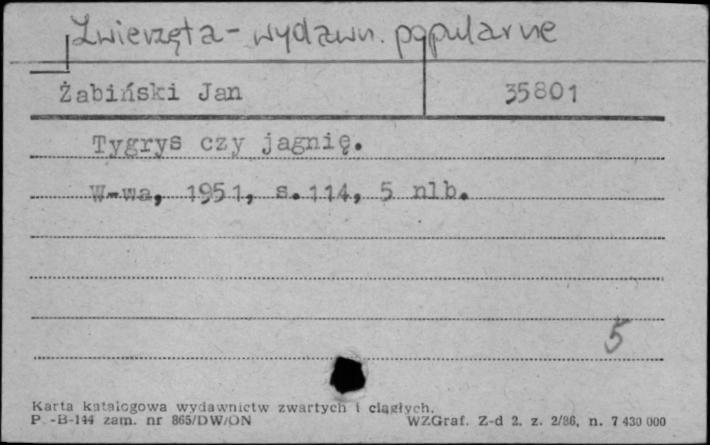 Zwierzęta - wydawn. popularne
Żabiński Jan 35801
Tygrys czy jagnię.
W-wa, 1951, s.114, 5 nlb.
5
Karta katalogowa wydawnictw zwartych i ciągłych.
P.-B-144 zam. nr 865/DW/ON WZGraf. Z-d 2. z. 2/86, n. 7 430 000